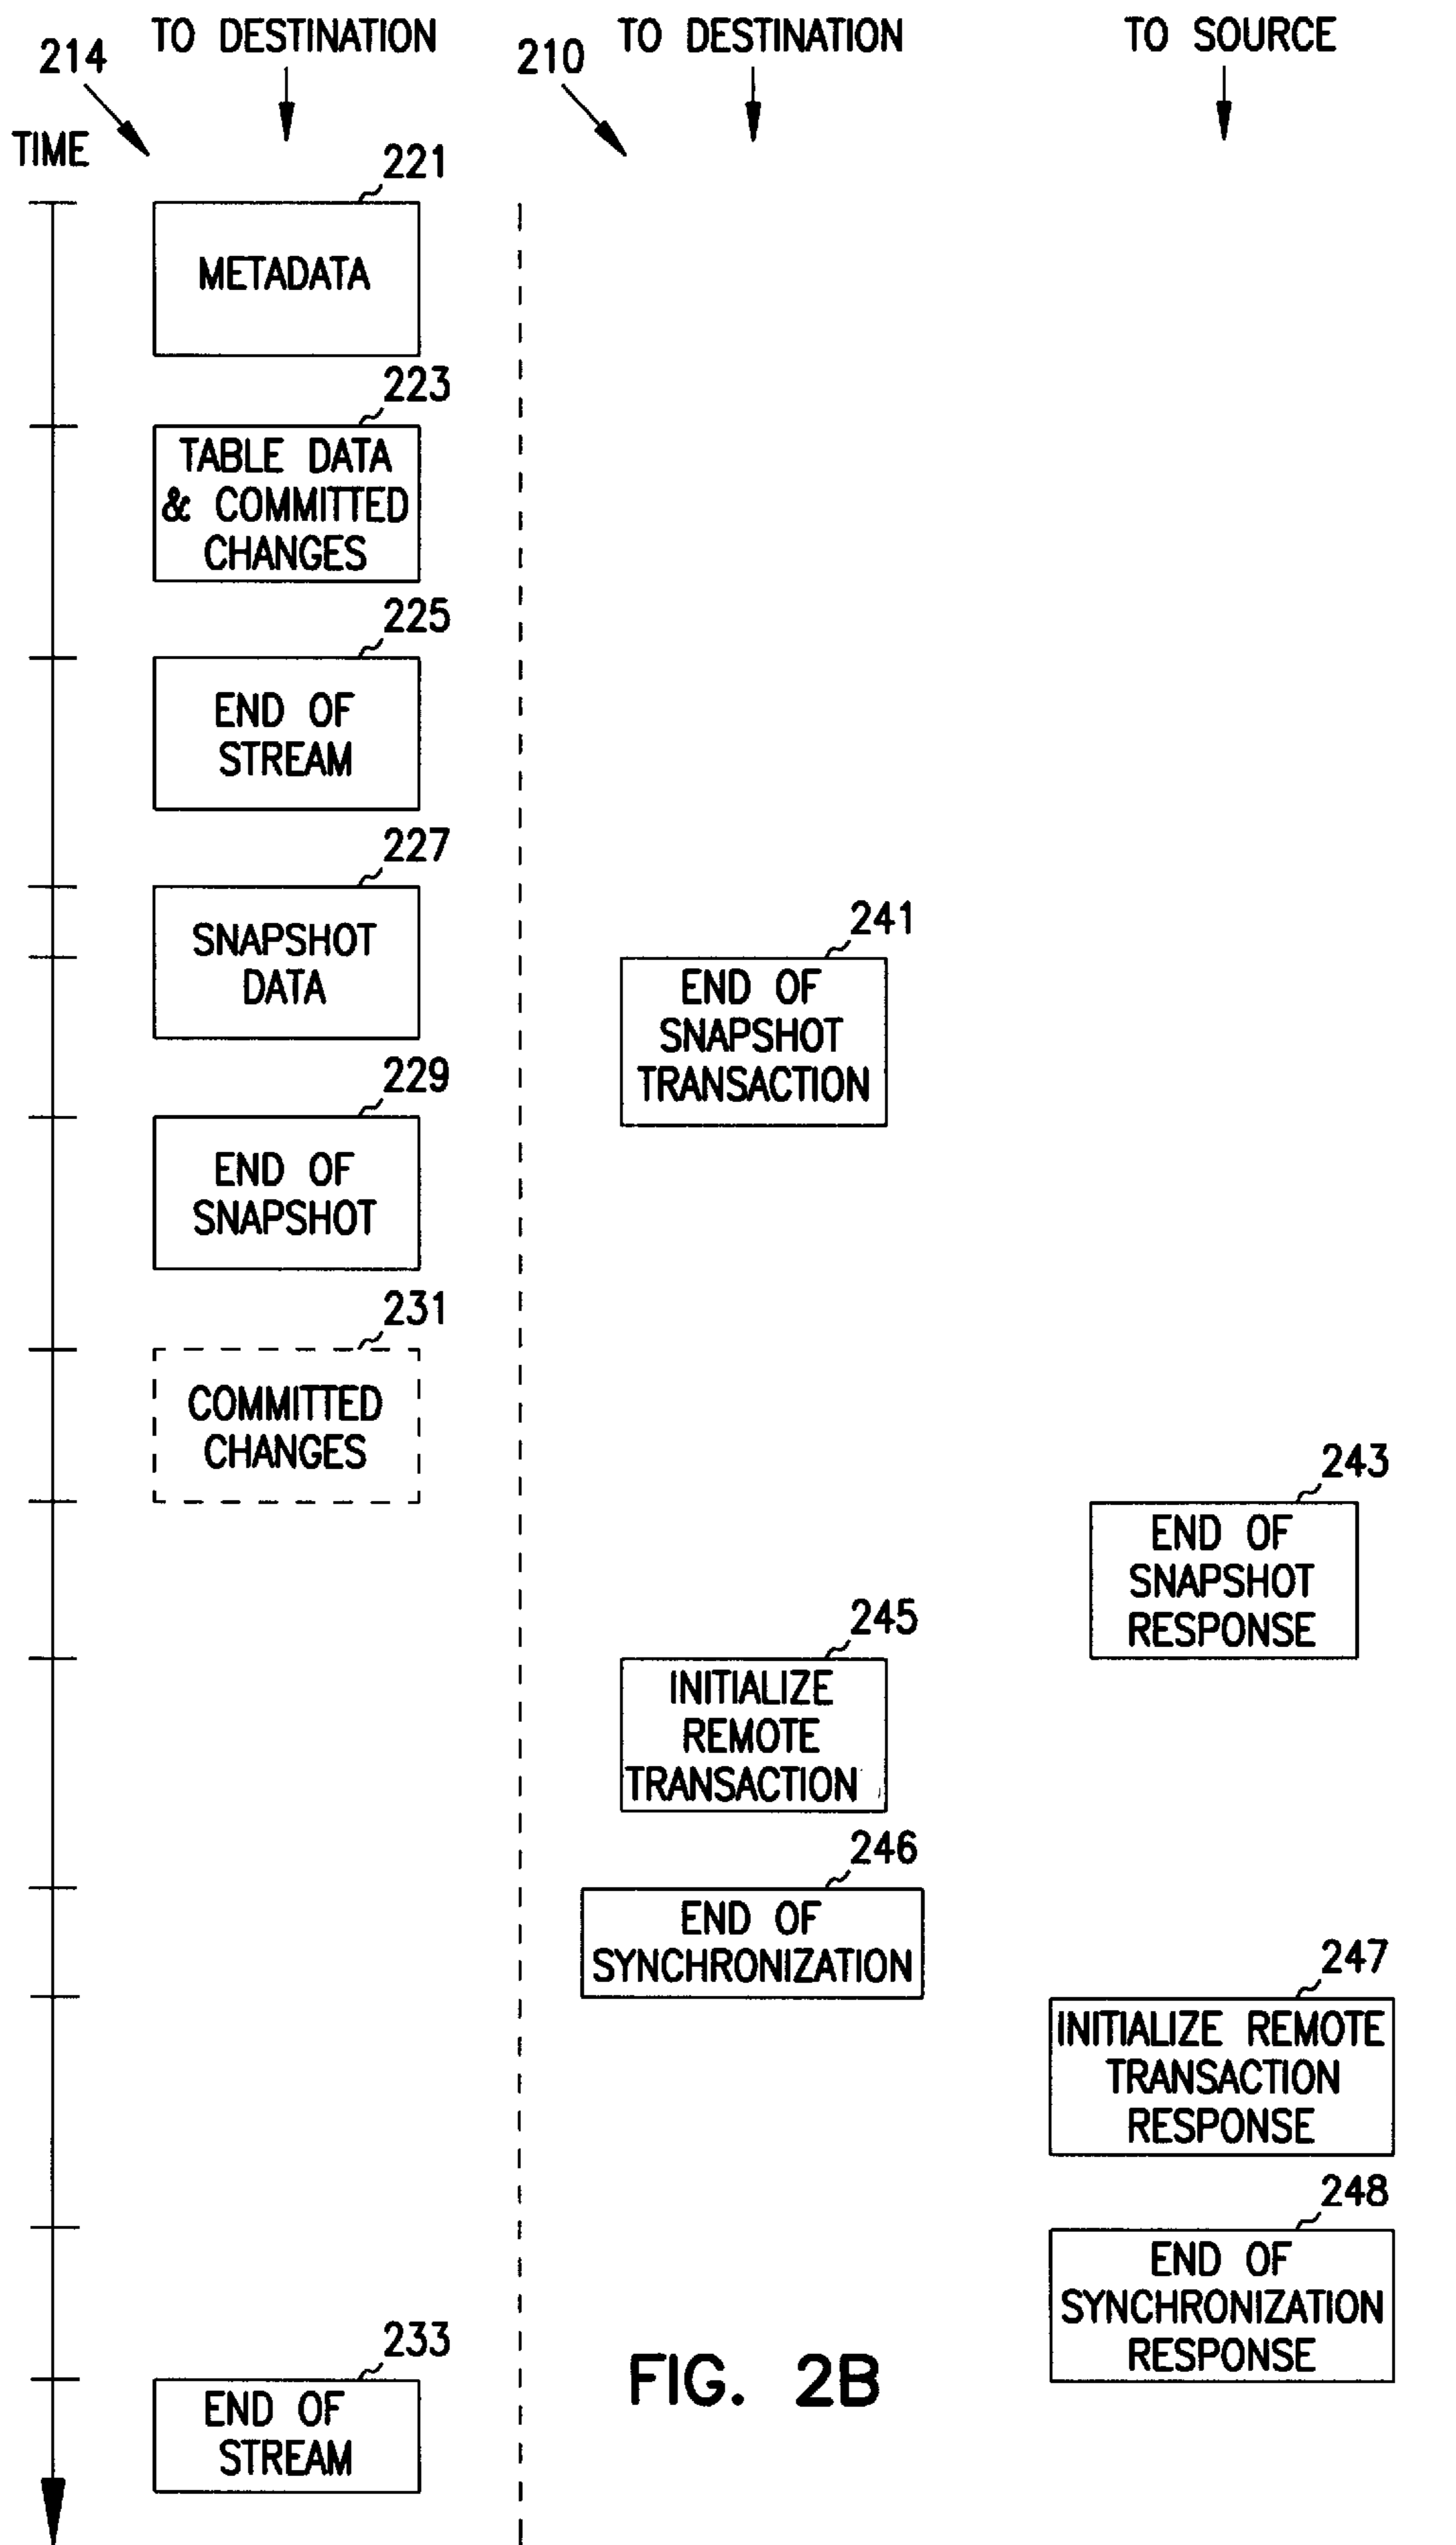 214
TO DESTINATION
210
TO DESTINATION
TO SOURCE
TIME
221
METADATA
223
TABLE DATA
& COMMITTED
CHANGES
225
END OF
STREAM
227
SNAPSHOT
DATA
241
END OF
SNAPSHOT
TRANSACTION
229
END OF
SNAPSHOT
231
COMMITTED
CHANGES
243
END OF
SNAPSHOT
RESPONSE
245
INITIALIZE
REMOTE
TRANSACTION
246
END OF
SYNCHRONIZATION
247
INITIALIZE REMOTE
TRANSACTION
RESPONSE
248
END OF
SYNCHRONIZATION
RESPONSE
233
END OF
STREAM
FIG. 2B